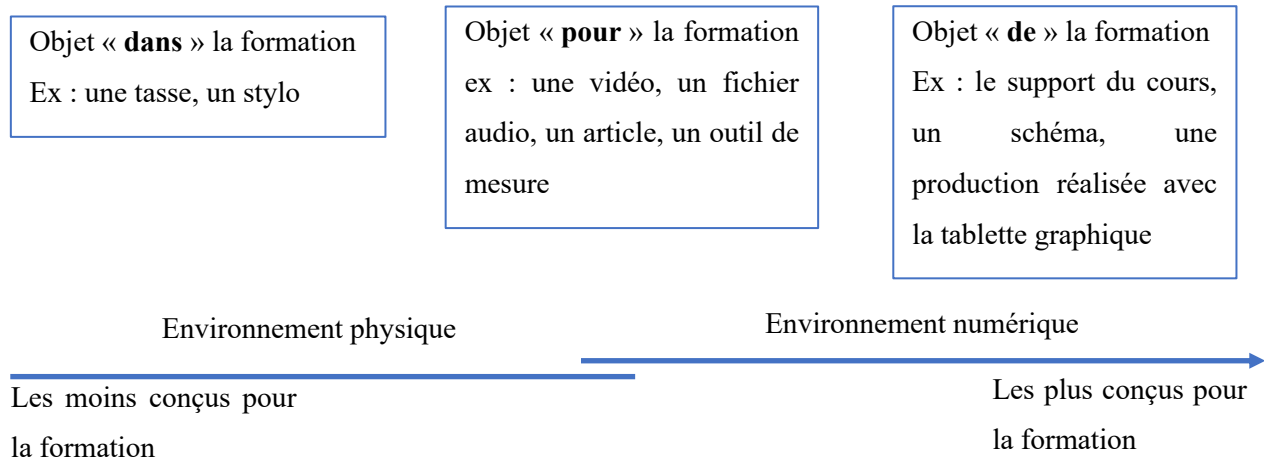 Objet « dans » la formation
Ex : une tasse, un stylo
Objet « pour » la formation
ex : une vidéo, un fichier
audio, un article, un outil de
mesure
Objet « de » la formation
Ex : le support du cours,
un schéma, une
production réalisée avec
la tablette graphique
Environnement physique
Environnement numérique
Les moins conçus pour
la formation
Les plus conçus pour
la formation